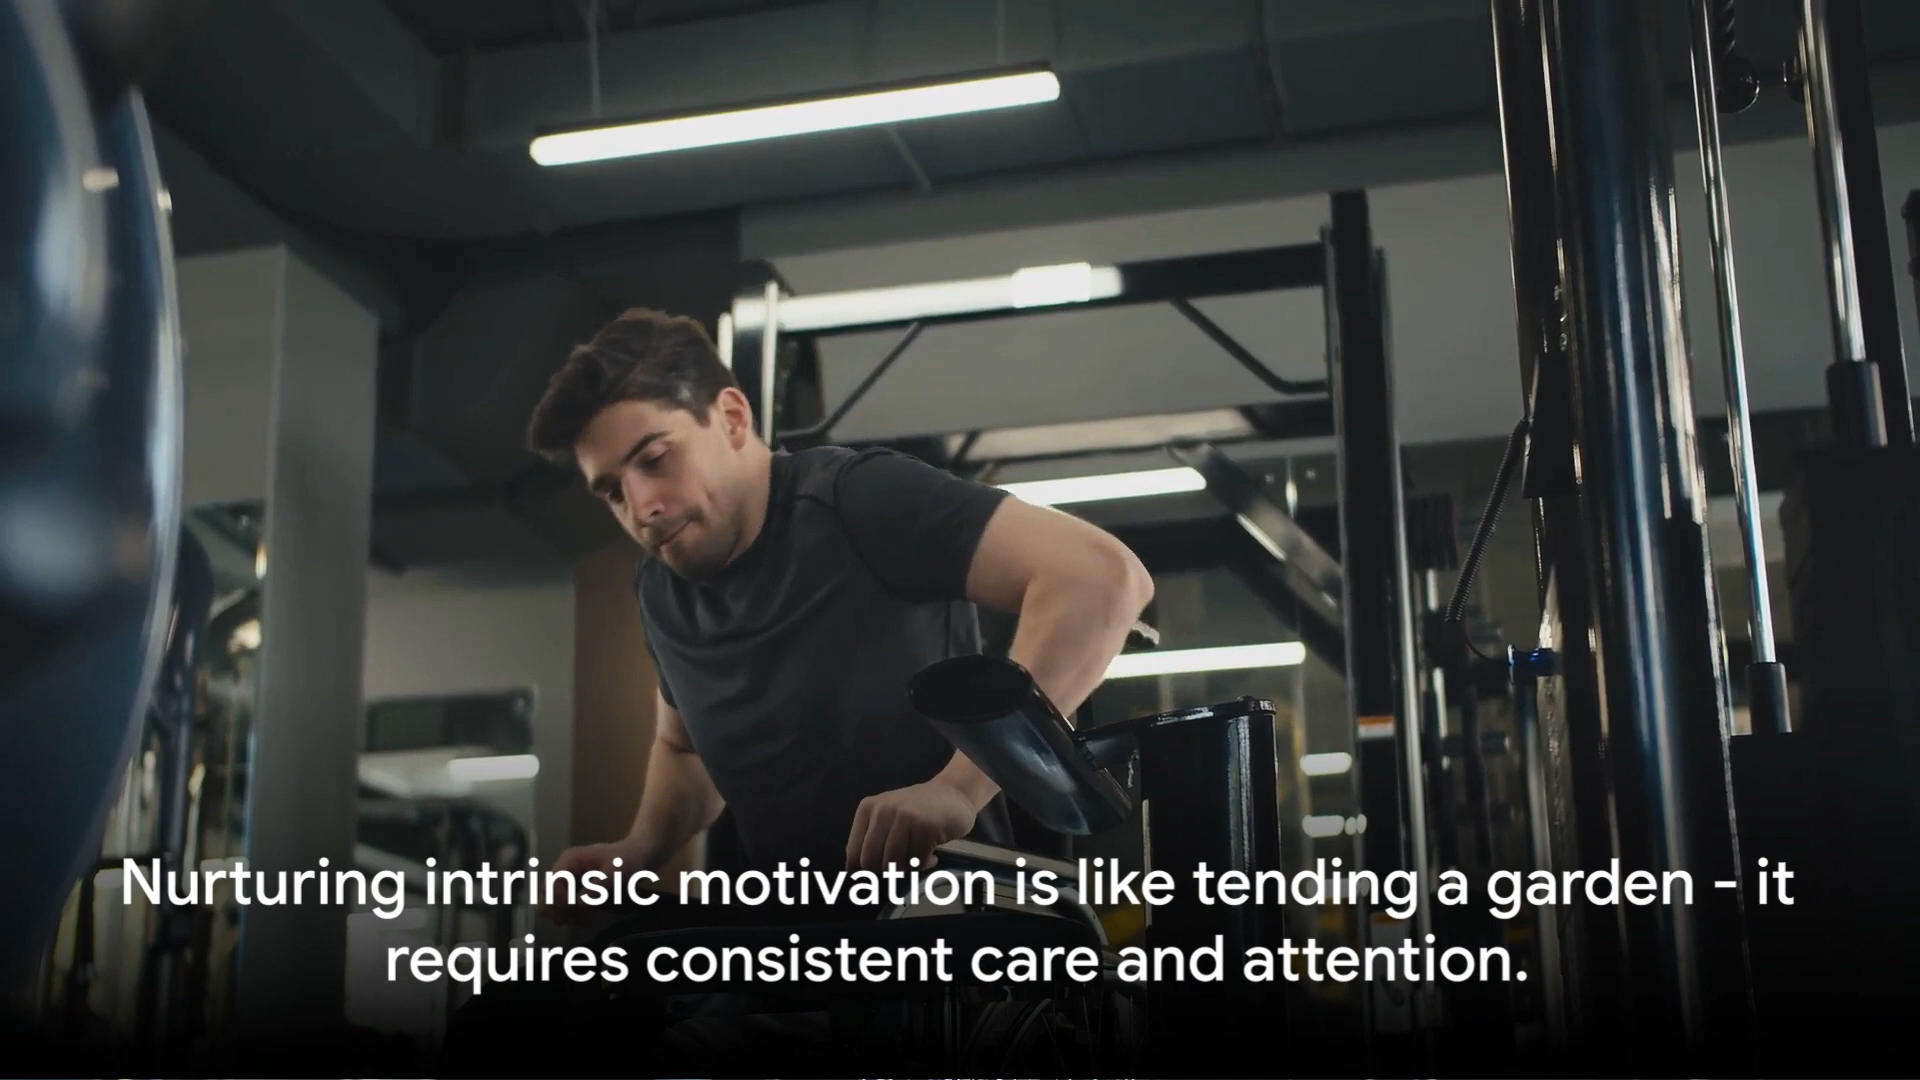 Nurturing intrinsic motivation is like tending a garden - it
requires consistent care and attention.